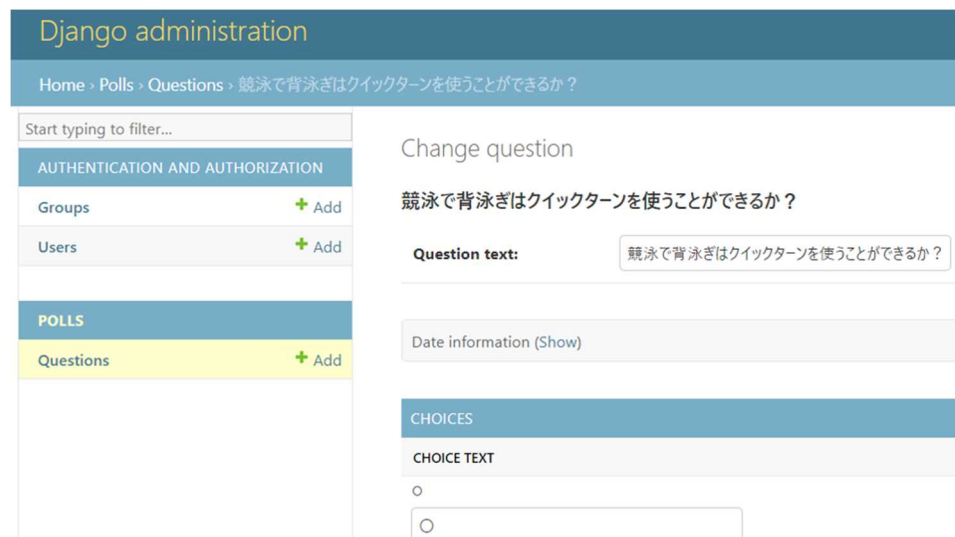 Django administration
Home › Polls › Questions › 競泳で背泳ぎはクイックターンを使うことができるか？
Start typing to filter...
AUTHENTICATION AND AUTHORIZATION
Groups + Add
Users + Add
POLLS
Questions + Add
Change question
競泳で背泳ぎはクイックターンを使うことができるか？
Question text: 競泳で背泳ぎはクイックターンを使うことができるか？
Date information (Show)
CHOICES
CHOICE TEXT
○
○